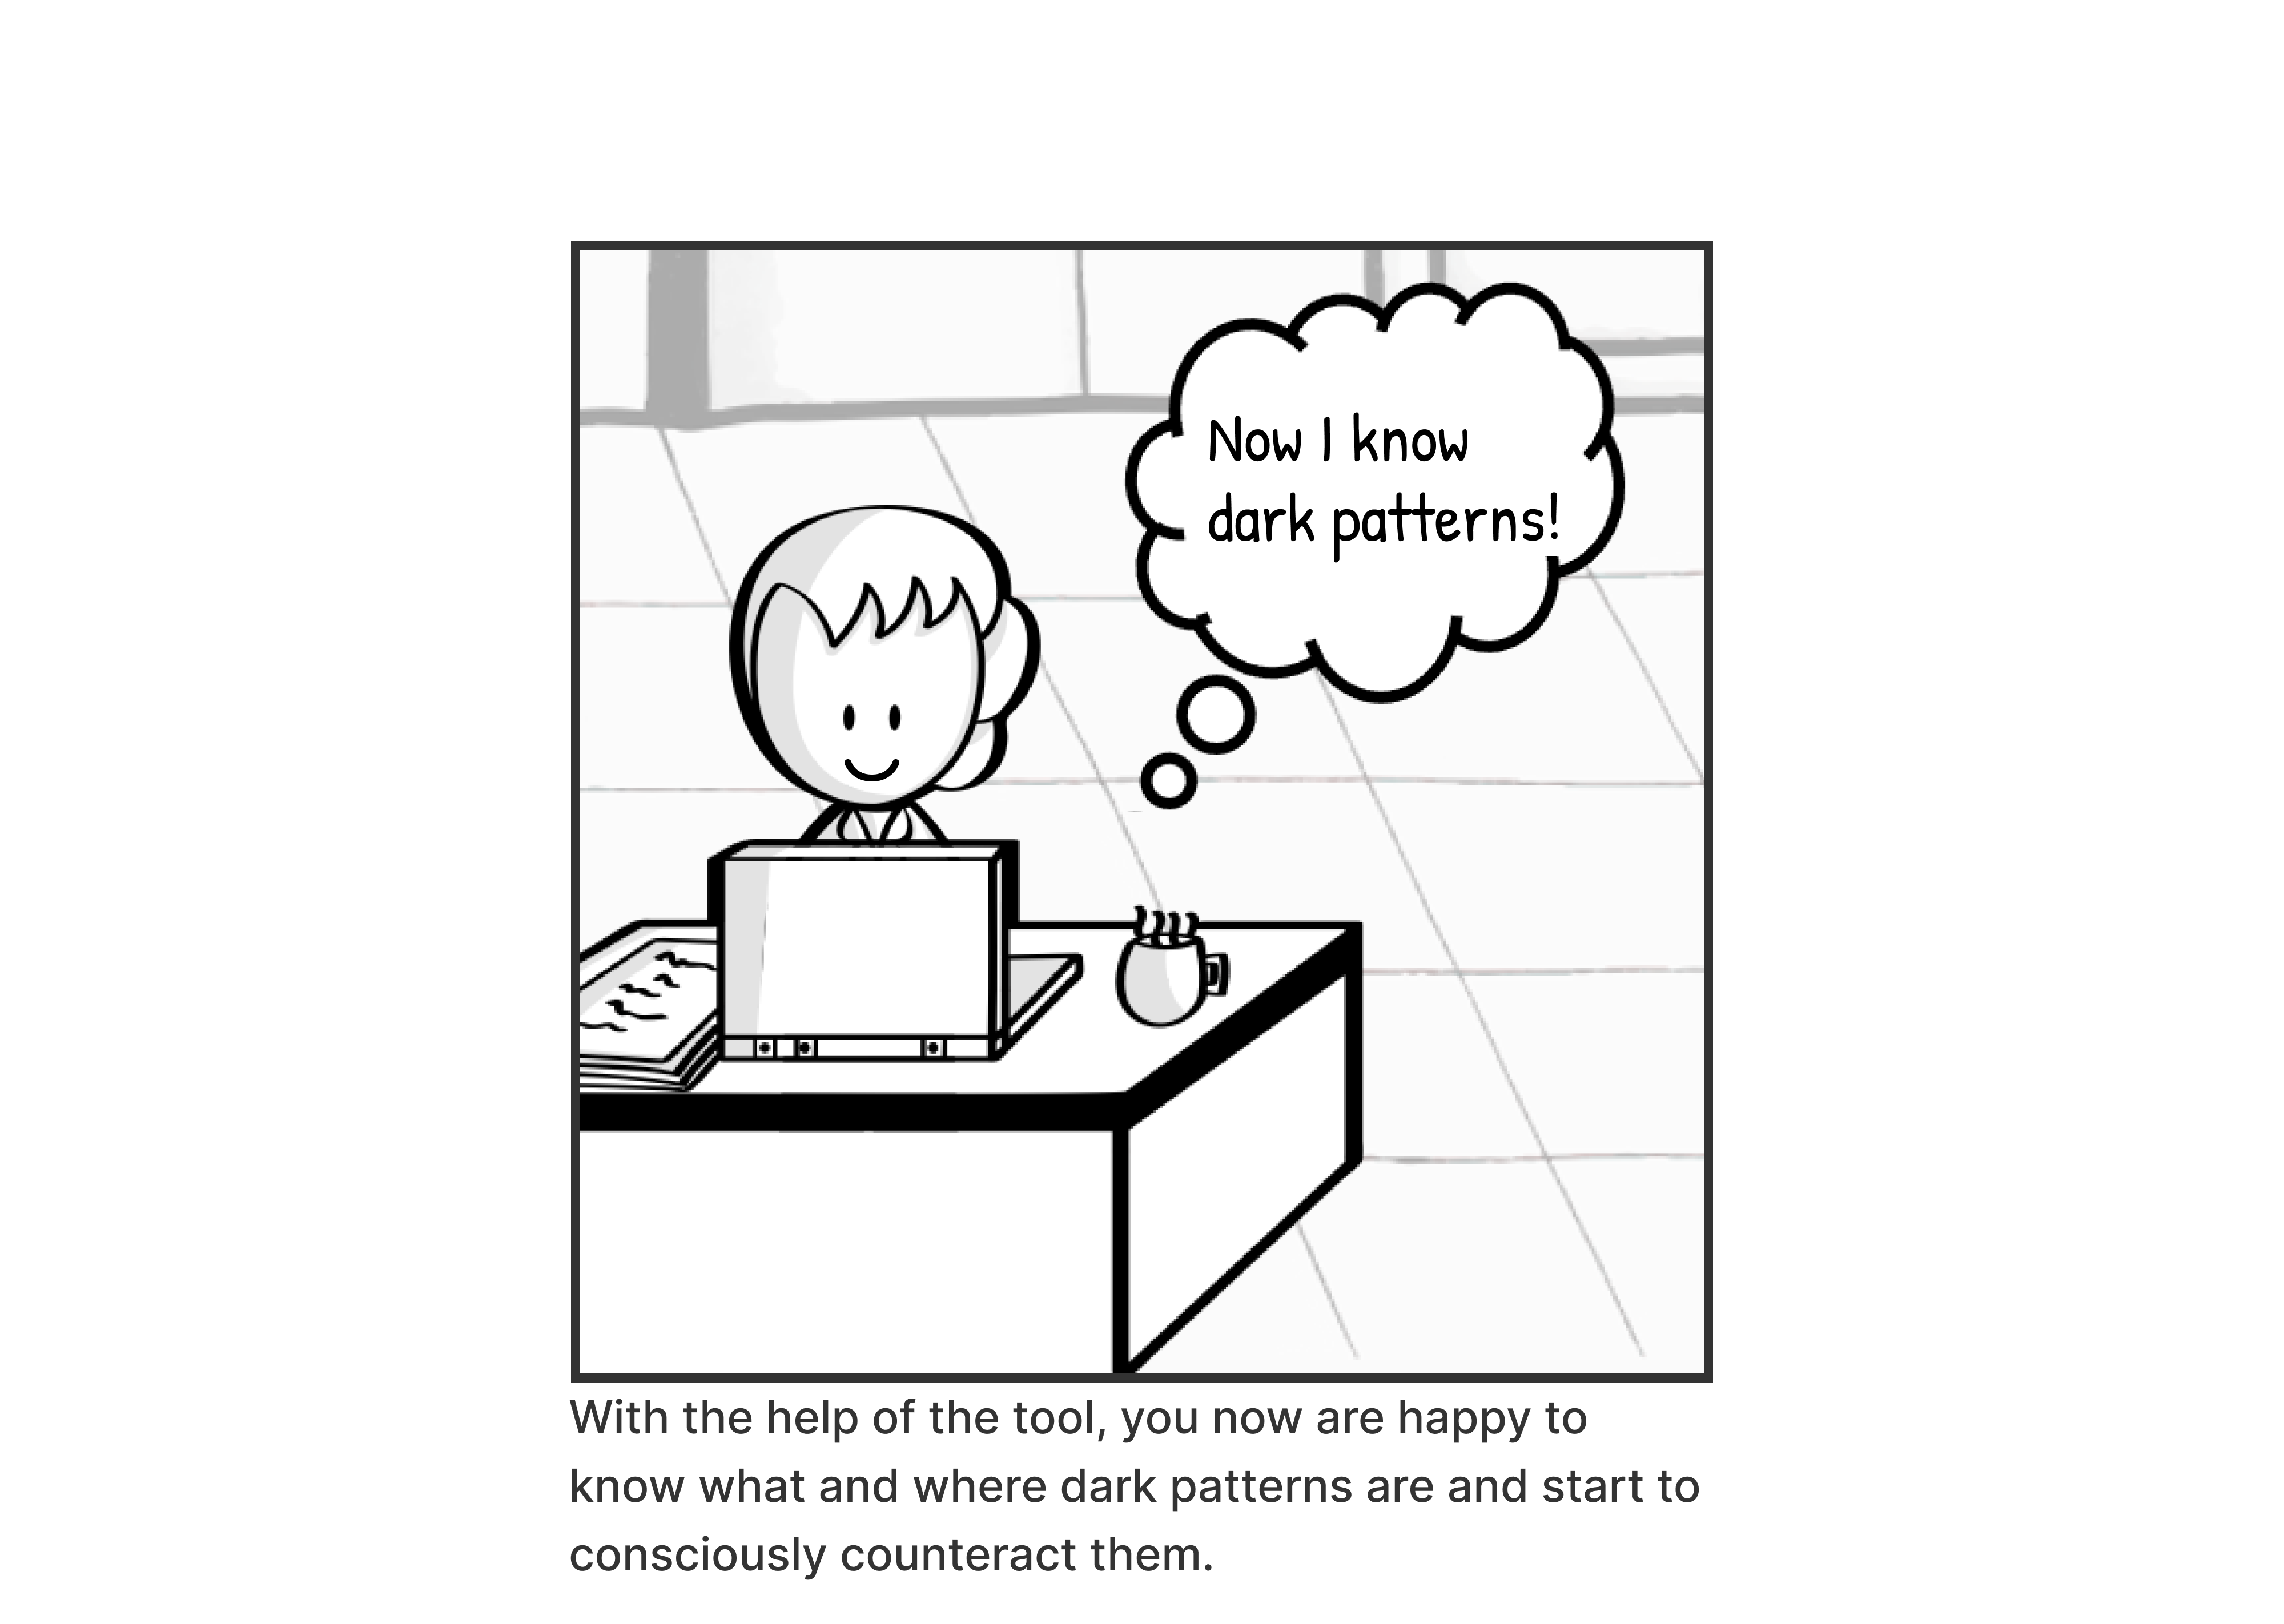 Now I know
dark patterns!
With the help of the tool, you now are happy to
know what and where dark patterns are and start to
consciously counteract them.